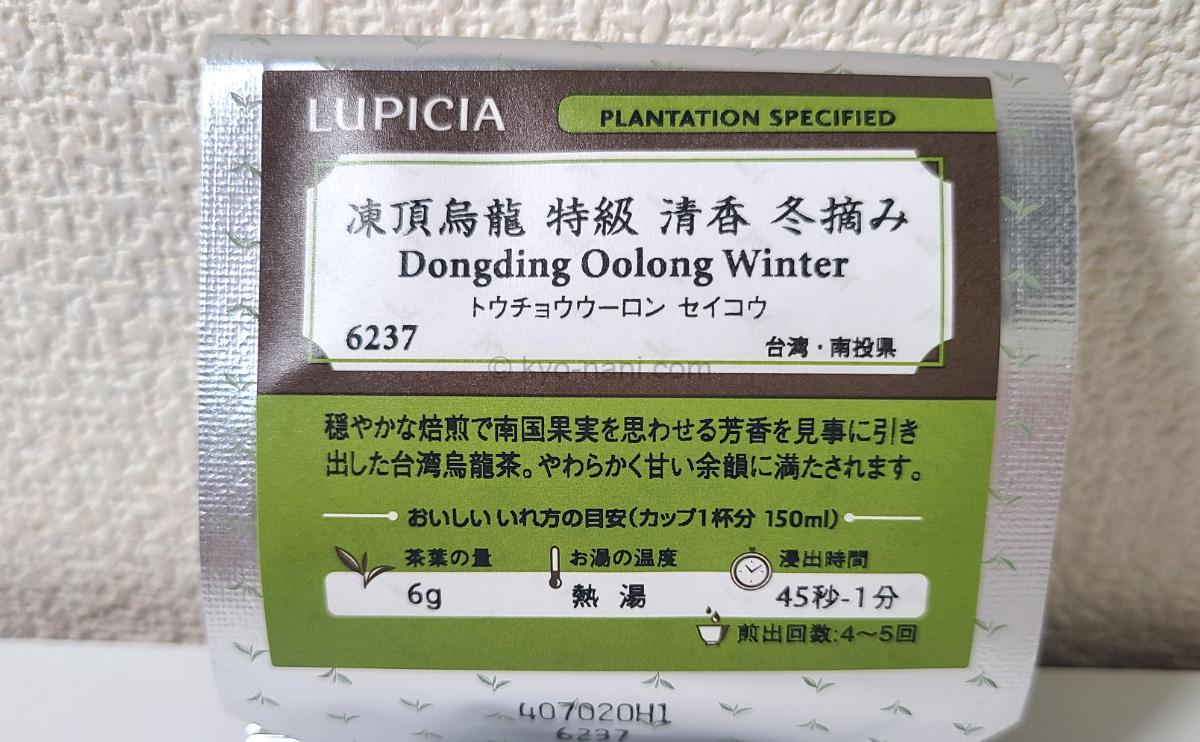 LUPICIA
PLANTATION SPECIFIED
凍頂烏龍 特級 清香 冬摘み
Dongding Oolong Winter
トウチョウウーロン セイコウ
6237
台湾・南投県
© kyo-nani.com
穏やかな焙煎で南国果実を思わせる芳香を見事に引き
出した台湾烏龍茶。やわらかく甘い余韻に満たされます。
おいしいいれ方の目安(カップ1杯分 150ml)
茶葉の量 お湯の温度 浸出時間
6g 熱湯 45秒-1分
煎出回数:4〜5回
407020H1
6237